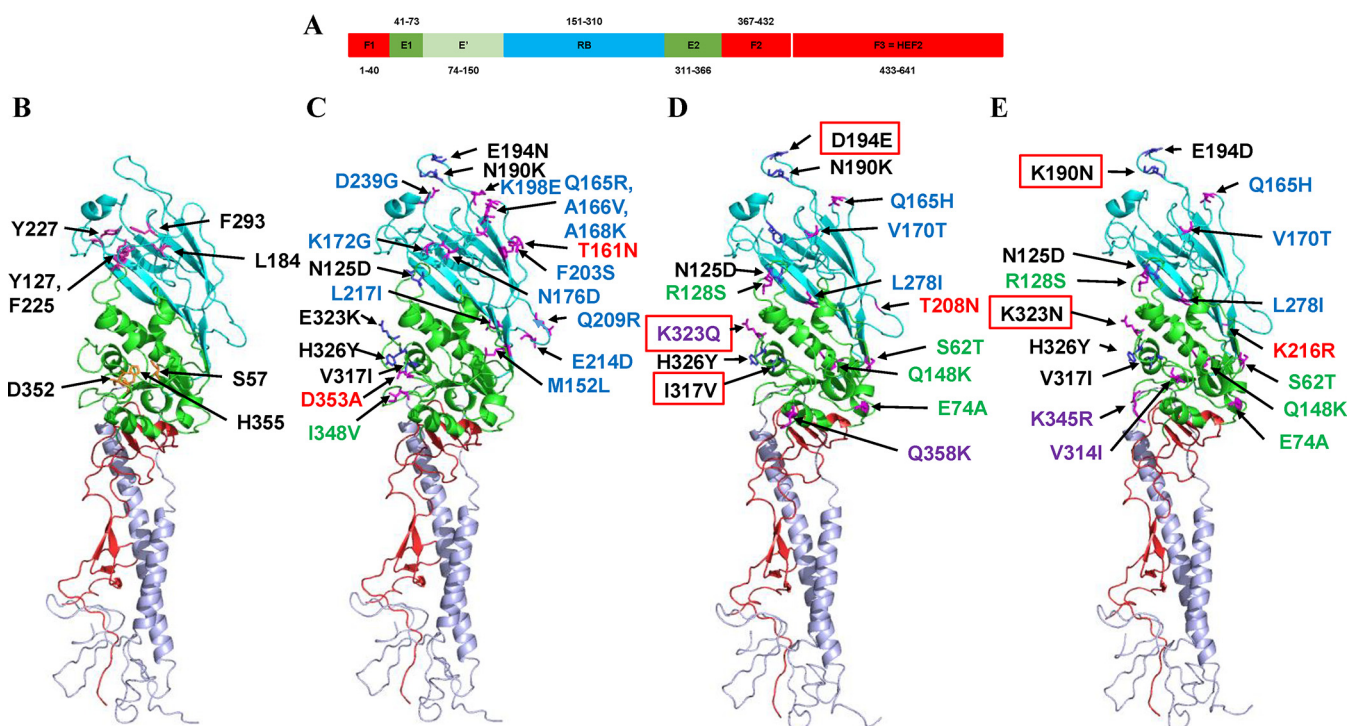 A
41-73
151-310
367-432
F1
E1
E'
RB
E2
F2
F3 = HEF2
1-40
74-150
311-366
433-641
B
Y227
Y127,
F225
F293
L184
D352
S57
H355
C
E194N
N190K
D239G
K198E
Q165R,
A166V,
A168K
K172G
T161N
N125D
F203S
L217I
N176D
Q209R
E323K
H326Y
E214D
V317I
M152L
D353A
I348V
D
D194E
N190K
Q165H
V170T
N125D
R128S
L278I
T208N
K323Q
H326Y
S62T
I317V
Q148K
E74A
Q358K
E
E194D
K190N
Q165H
V170T
N125D
R128S
L278I
K323N
K216R
H326Y
V317I
S62T
K345R
Q148K
V314I
E74A